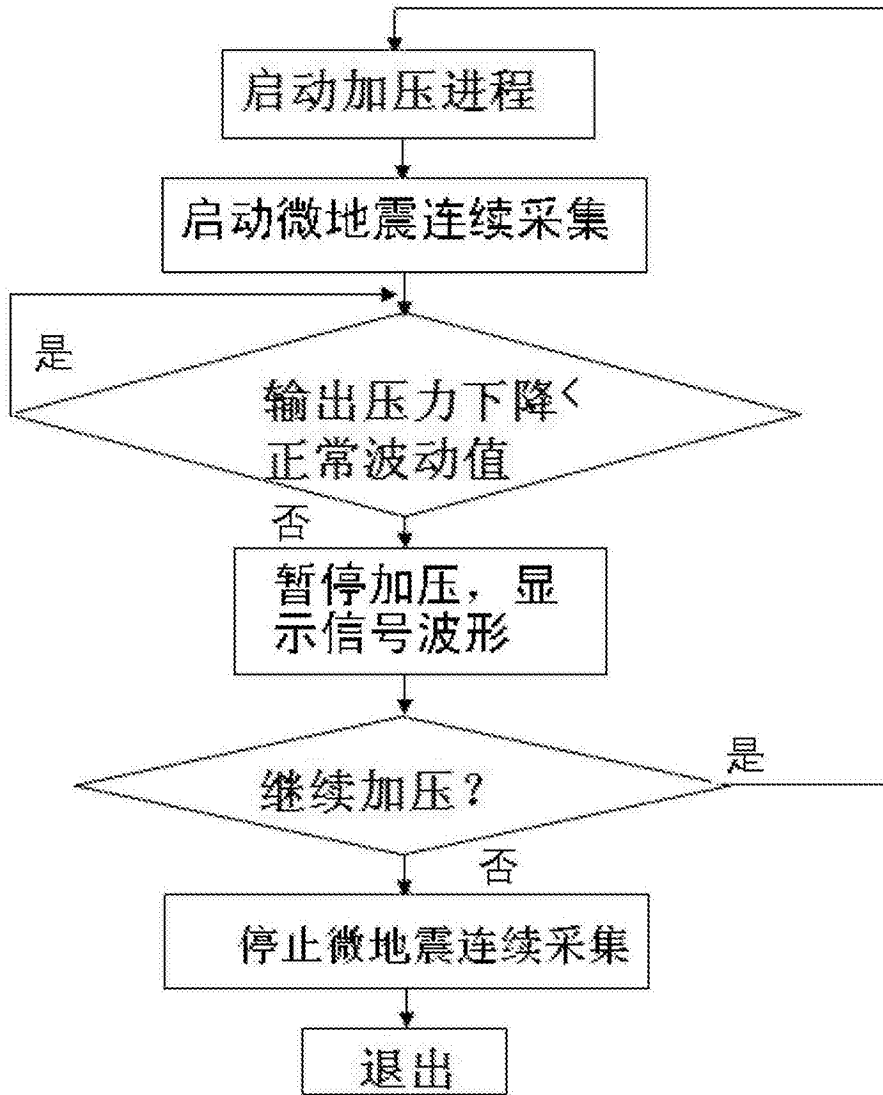 启动加压进程
启动微地震连续采集
是
输出压力下降<
正常波动值
否
暂停加压，显
示信号波形
是
继续加压？
否
停止微地震连续采集
退出